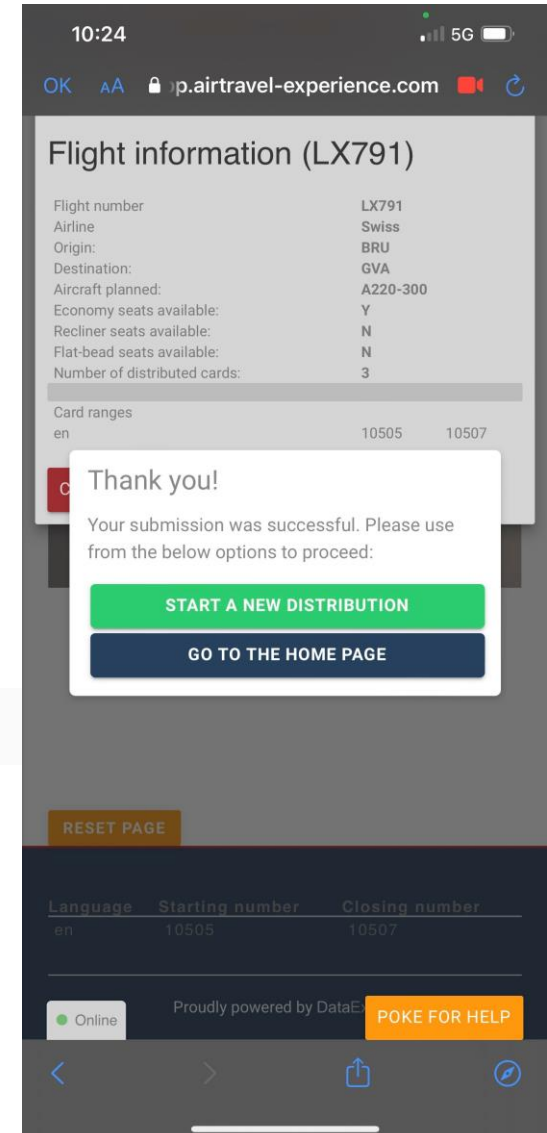 10:24 5G
OK AA p.airtravel-experience.com
Flight information (LX791)
Flight number LX791
Airline Swiss
Origin: BRU
Destination: GVA
Aircraft planned: A220-300
Economy seats available: Y
Recliner seats available: N
Flat-bead seats available: N
Number of distributed cards: 3
Card ranges
en 10505 10507
C
Thank you!
Your submission was successful. Please use
from the below options to proceed:
START A NEW DISTRIBUTION
GO TO THE HOME PAGE
RESET PAGE
Language Starting number Closing number
en 10505 10507
Proudly powered by DataE
Online
POKE FOR HELP